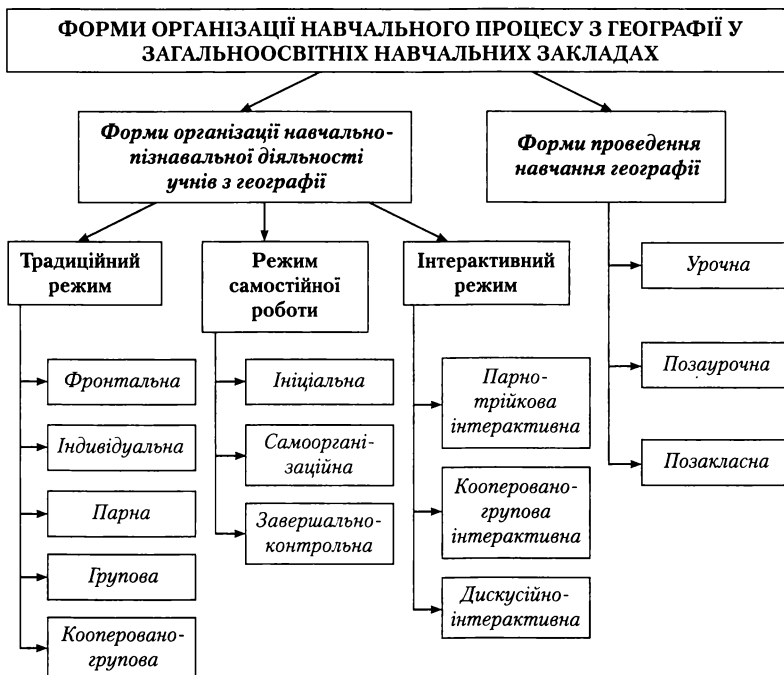 ФОРМИ ОРГАНІЗАЦІЇ НАВЧАЛЬНОГО ПРОЦЕСУ З ГЕОГРАФІЇ У
ЗАГАЛЬНООСВІТНІХ НАВЧАЛЬНИХ ЗАКЛАДАХ
Форми організації навчально-
пізнавальної діяльності
учнів з географії
Форми проведення
навчання географії
Традиційний
режим
Режим
самостійної
роботи
Інтерактивний
режим
Фронтальна
Індивідуальна
Парна
Групова
Кооперовано-
групова
Ініціальна
Самооргані-
заційна
Завершально-
контрольна
Парно-
трійкова
інтерактивна
Кооперовано-
групова
інтерактивна
Дискусійно-
інтерактивна
Урочна
Позаурочна
Позакласна